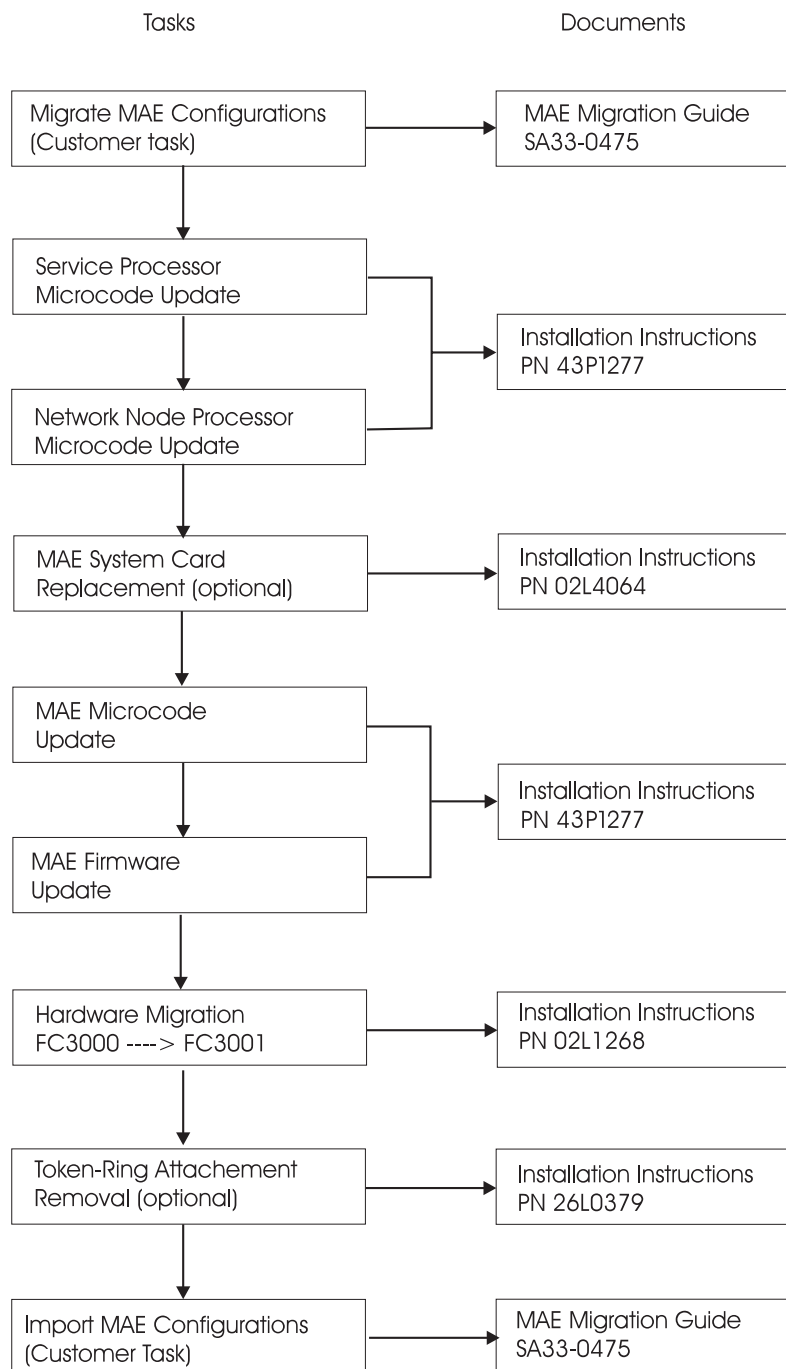 Tasks
Documents
Migrate MAE Configurations
(Customer task)
MAE Migration Guide
SA33-0475
Service Processor
Microcode Update
Installation Instructions
PN 43P1277
Network Node Processor
Microcode Update
MAE System Card
Replacement (optional)
Installation Instructions
PN 02L4064
MAE Microcode
Update
Installation Instructions
PN 43P1277
MAE Firmware
Update
Hardware Migration
FC3000 ----> FC3001
Installation Instructions
PN 02L1268
Token-Ring Attachement
Removal (optional)
Installation Instructions
PN 26L0379
Import MAE Configurations
(Customer Task)
MAE Migration Guide
SA33-0475